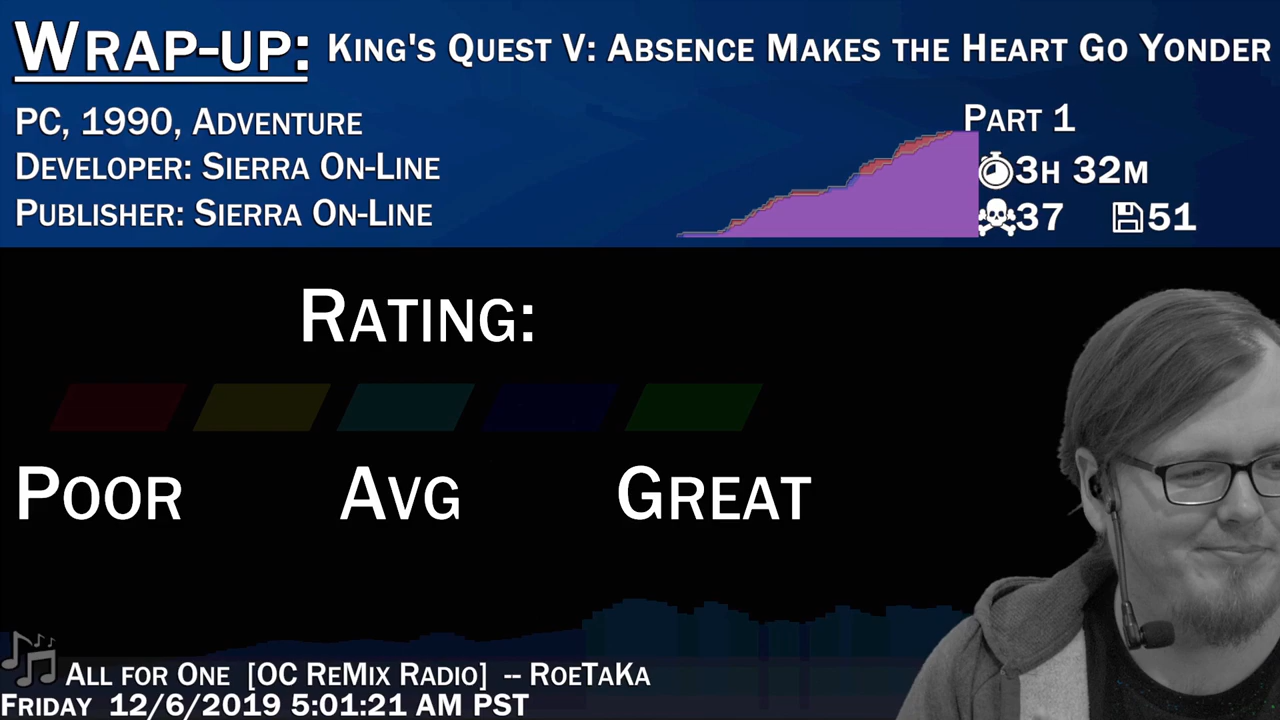 Wrap-up: King's Quest V: Absence Makes the Heart Go Yonder
PC, 1990, Adventure
Developer: Sierra On-Line
Publisher: Sierra On-Line
Part 1
3h 32m
37 51
Rating:
Poor Avg Great
All for One [OC ReMix Radio] -- RoeTaKa
Friday 12/6/2019 5:01:21 AM PST